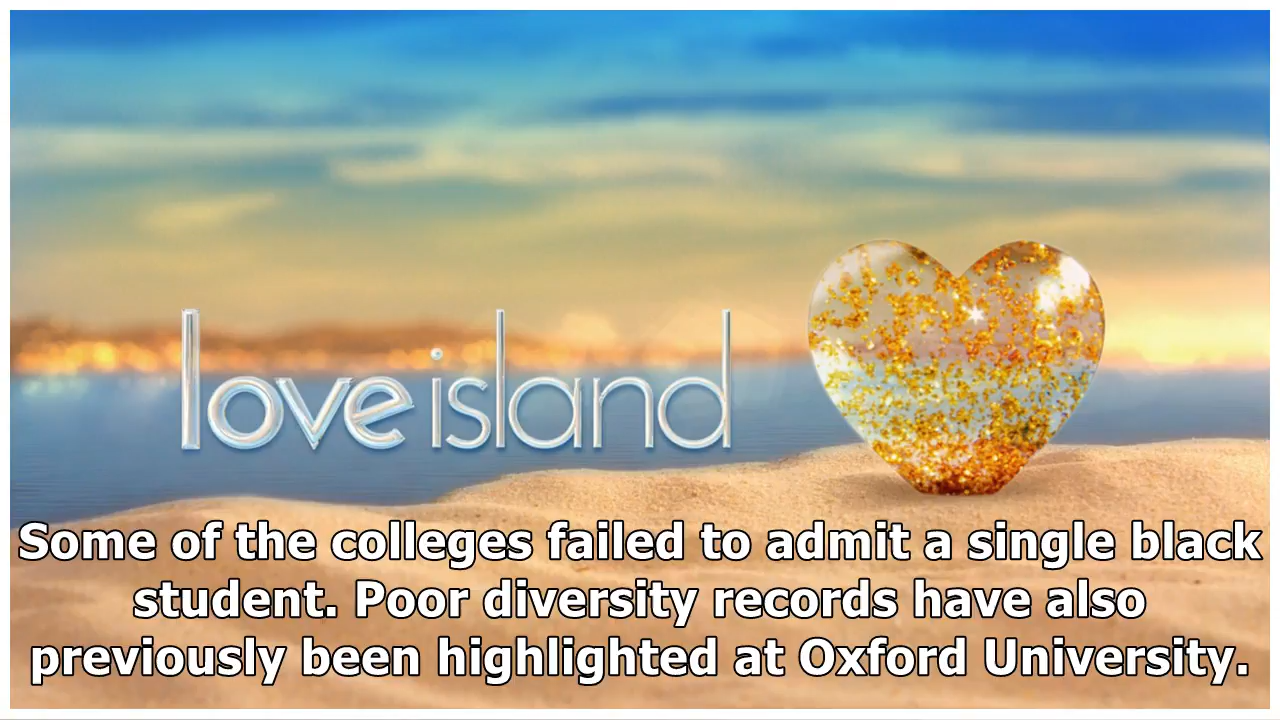 love island
Some of the colleges failed to admit a single black
student. Poor diversity records have also
previously been highlighted at Oxford University.